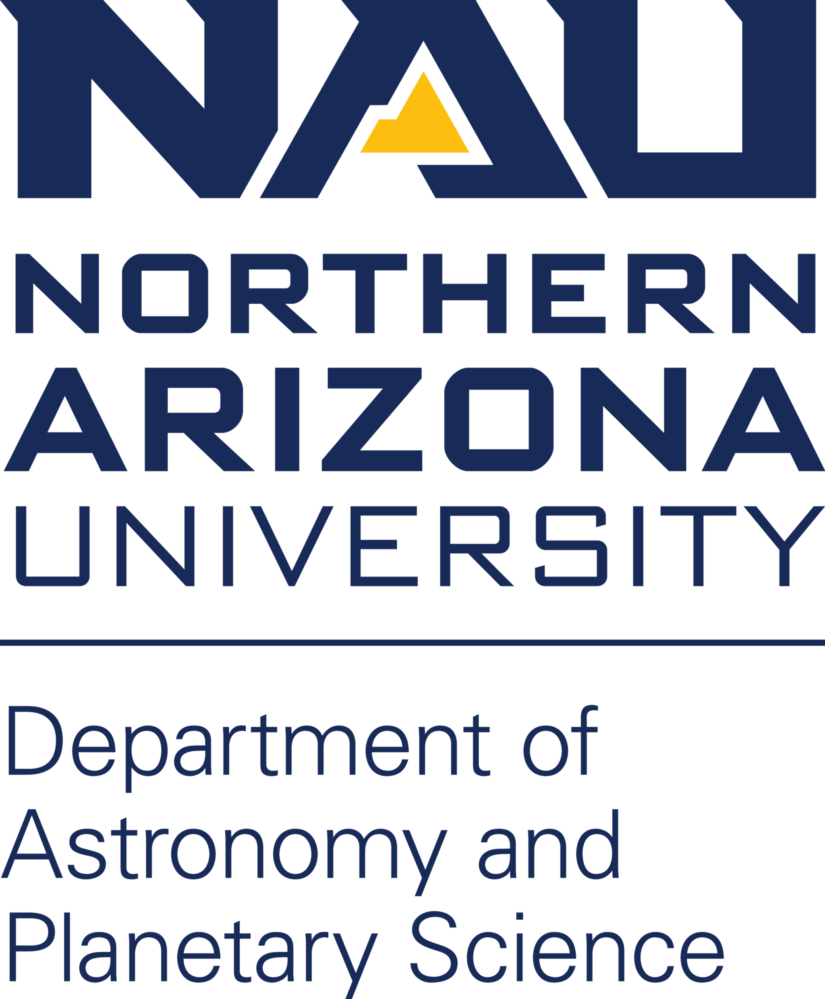 NAU
NORTHERN
ARIZONA
UNIVERSITY
Department of
Astronomy and
Planetary Science